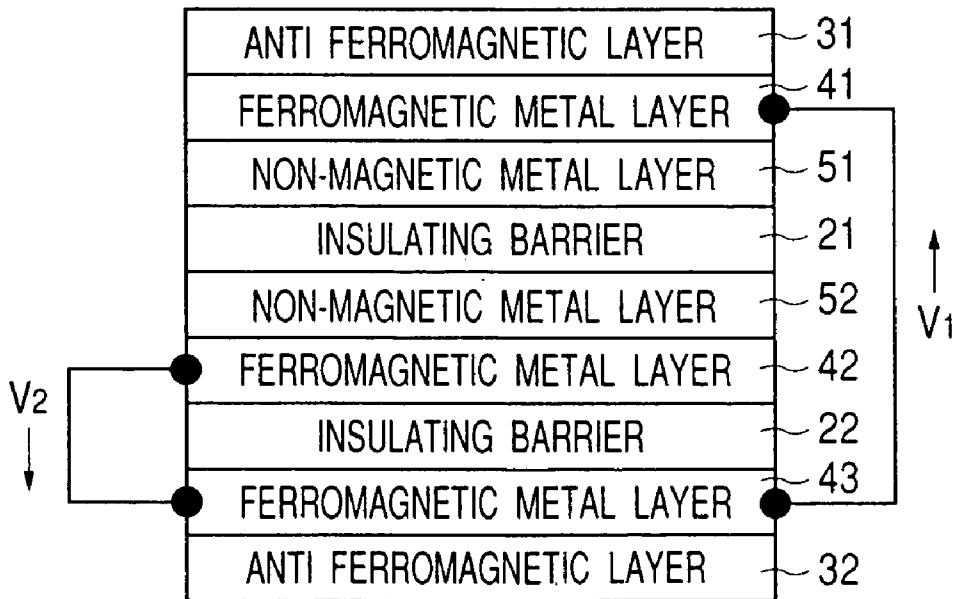 ANTI FERROMAGNETIC LAYER 31
FERROMAGNETIC METAL LAYER 41
NON-MAGNETIC METAL LAYER 51
INSULATING BARRIER 21
NON-MAGNETIC METAL LAYER 52
FERROMAGNETIC METAL LAYER 42
INSULATING BARRIER 22
FERROMAGNETIC METAL LAYER 43
ANTI FERROMAGNETIC LAYER 32
V2
V1